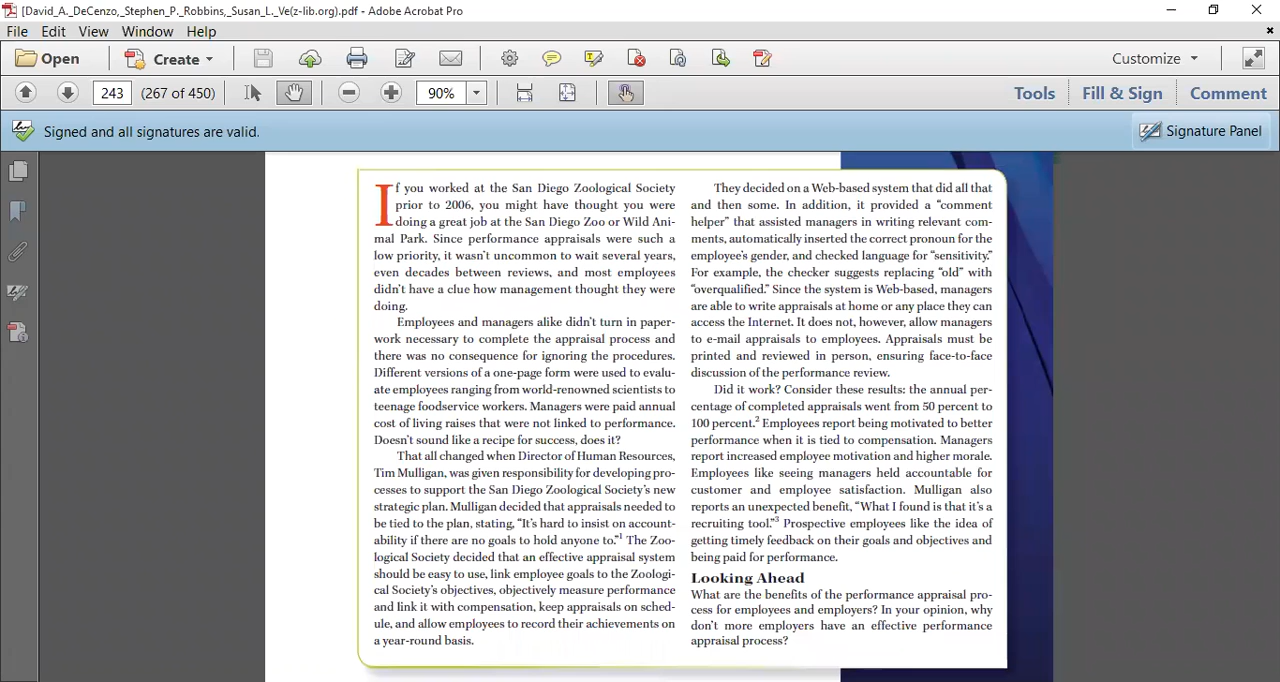 [David_A._DeCenzo,_Stephen_P._Robbins,_Susan_L._Ve(z-lib.org).pdf - Adobe Acrobat Pro
File Edit View Window Help
Open Create Customize
243 (267 of 450) 90% Tools Fill & Sign Comment
Signed and all signatures are valid. Signature Panel
If you worked at the San Diego Zoological Society
prior to 2006, you might have thought you were
doing a great job at the San Diego Zoo or Wild Ani-
mal Park. Since performance appraisals were such a
low priority, it wasn't uncommon to wait several years,
even decades between reviews, and most employees
didn't have a clue how management thought they were
doing.
Employees and managers alike didn't turn in paper-
work necessary to complete the appraisal process and
there was no consequence for ignoring the procedures.
Different versions of a one-page form were used to evalu-
ate employees ranging from world-renowned scientists to
teenage foodservice workers. Managers were paid annual
cost of living raises that were not linked to performance.
Doesn't sound like a recipe for success, does it?
That all changed when Director of Human Resources,
Tim Mulligan, was given responsibility for developing pro-
cesses to support the San Diego Zoological Society's new
strategic plan. Mulligan decided that appraisals needed to
be tied to the plan, stating, "It's hard to insist on account-
ability if there are no goals to hold anyone to."1 The Zoo-
logical Society decided that an effective appraisal system
should be easy to use, link employee goals to the Zoologi-
cal Society's objectives, objectively measure performance
and link it with compensation, keep appraisals on sched-
ule, and allow employees to record their achievements on
a year-round basis.
They decided on a Web-based system that did all that
and then some. In addition, it provided a "comment
helper" that assisted managers in writing relevant com-
ments, automatically inserted the correct pronoun for the
employee's gender, and checked language for "sensitivity."
For example, the checker suggests replacing "old" with
"overqualified." Since the system is Web-based, managers
are able to write appraisals at home or any place they can
access the Internet. It does not, however, allow managers
to e-mail appraisals to employees. Appraisals must be
printed and reviewed in person, ensuring face-to-face
discussion of the performance review.
Did it work? Consider these results: the annual per-
centage of completed appraisals went from 50 percent to
100 percent.2 Employees report being motivated to better
performance when it is tied to compensation. Managers
report increased employee motivation and higher morale.
Employees like seeing managers held accountable for
customer and employee satisfaction. Mulligan also
reports an unexpected benefit, "What I found is that it's a
recruiting tool."3 Prospective employees like the idea of
getting timely feedback on their goals and objectives and
being paid for performance.
Looking Ahead
What are the benefits of the performance appraisal pro-
cess for employees and employers? In your opinion, why
don't more employers have an effective performance
appraisal process?